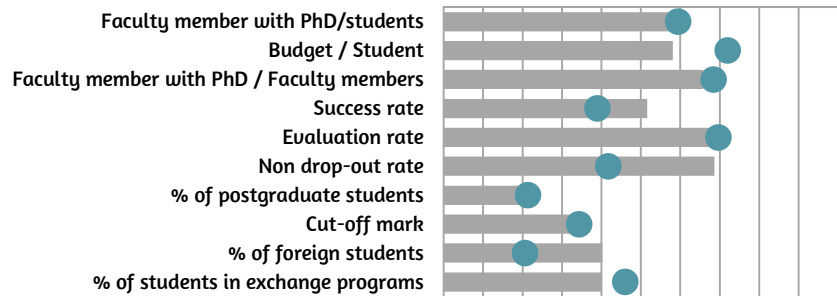 Faculty member with PhD/students
Budget / Student
Faculty member with PhD / Faculty members
Success rate
Evaluation rate
Non drop-out rate
% of postgraduate students
Cut-off mark
% of foreign students
% of students in exchange programs